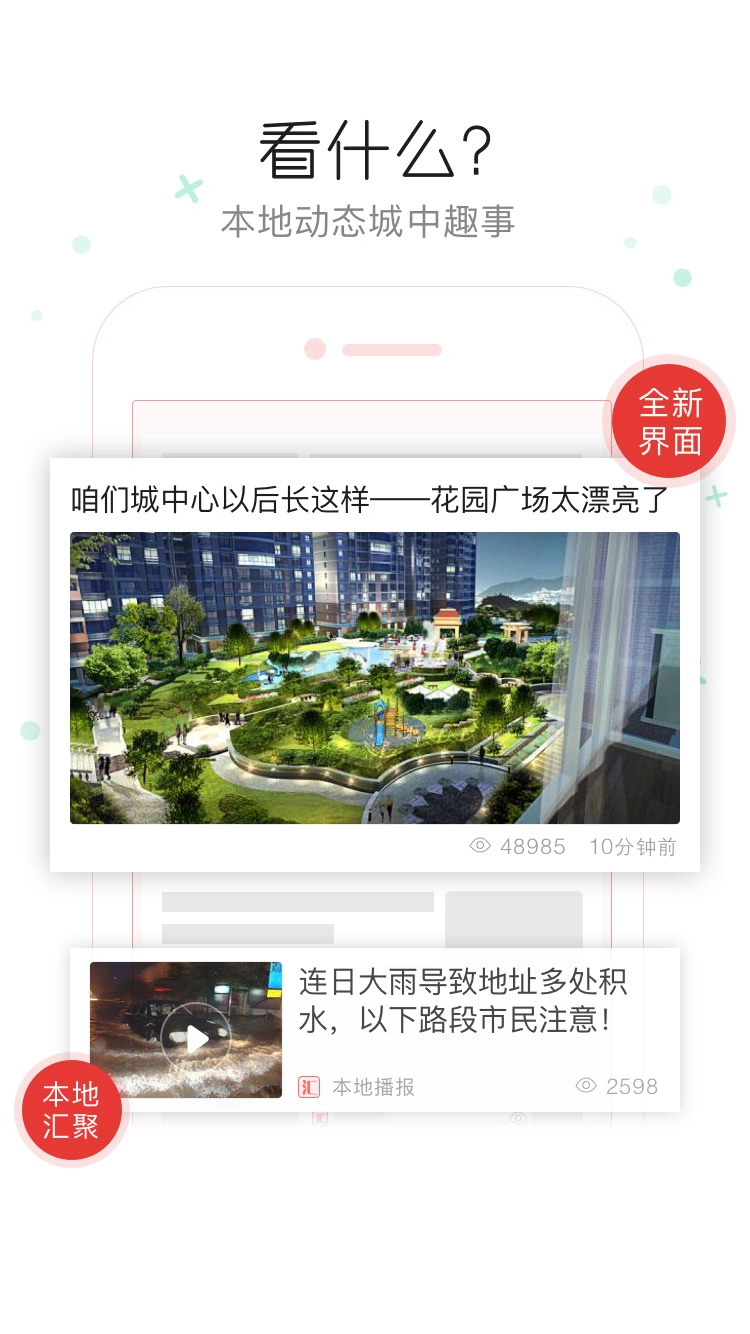 看什么?
本地动态城中趣事
全新
界面
咱们城中心以后长这样——花园广场太漂亮了
48985 10分钟前
连日大雨导致地址多处积
水，以下路段市民注意！
汇 本地播报 2598
本地
汇聚